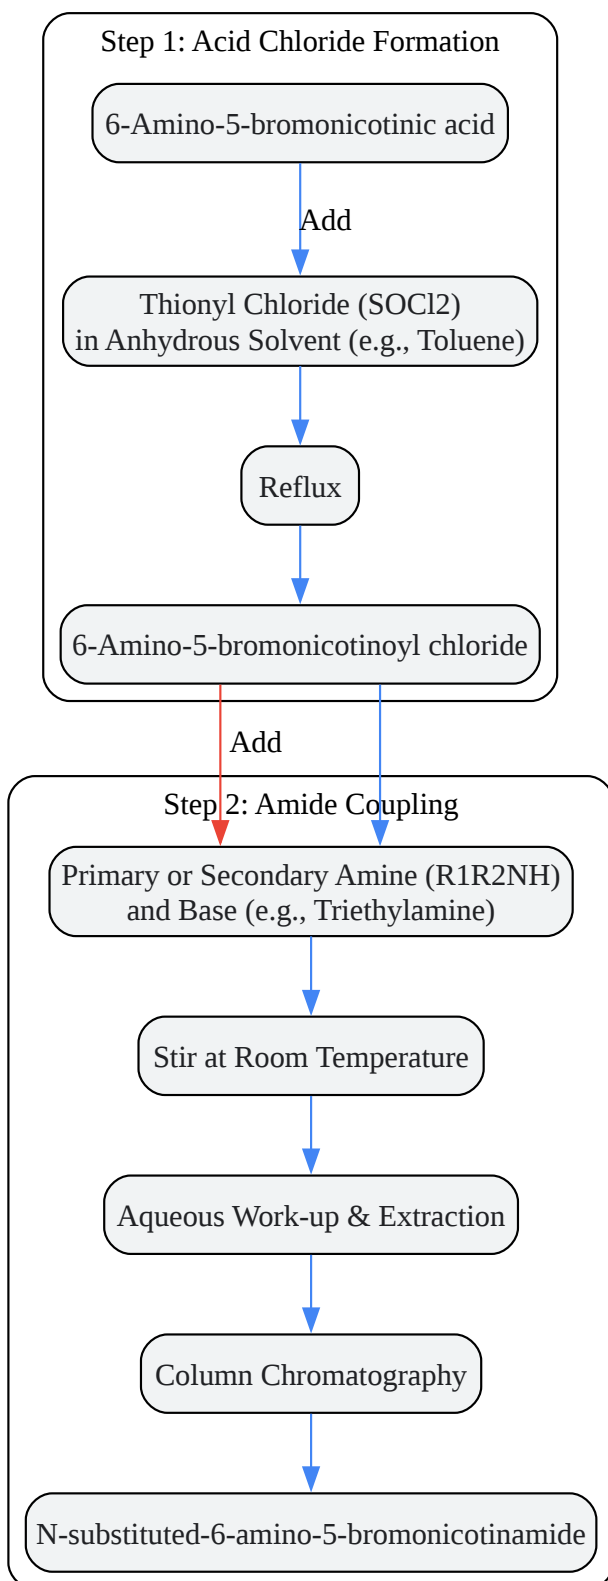 Step 1: Acid Chloride Formation
6-Amino-5-bromonicotinic acid
Add
Thionyl Chloride (SOCl2)
in Anhydrous Solvent (e.g., Toluene)
Reflux
6-Amino-5-bromonicotinoyl chloride
Add
Step 2: Amide Coupling
Primary or Secondary Amine (R1R2NH)
and Base (e.g., Triethylamine)
Stir at Room Temperature
Aqueous Work-up & Extraction
Column Chromatography
N-substituted-6-amino-5-bromonicotinamide